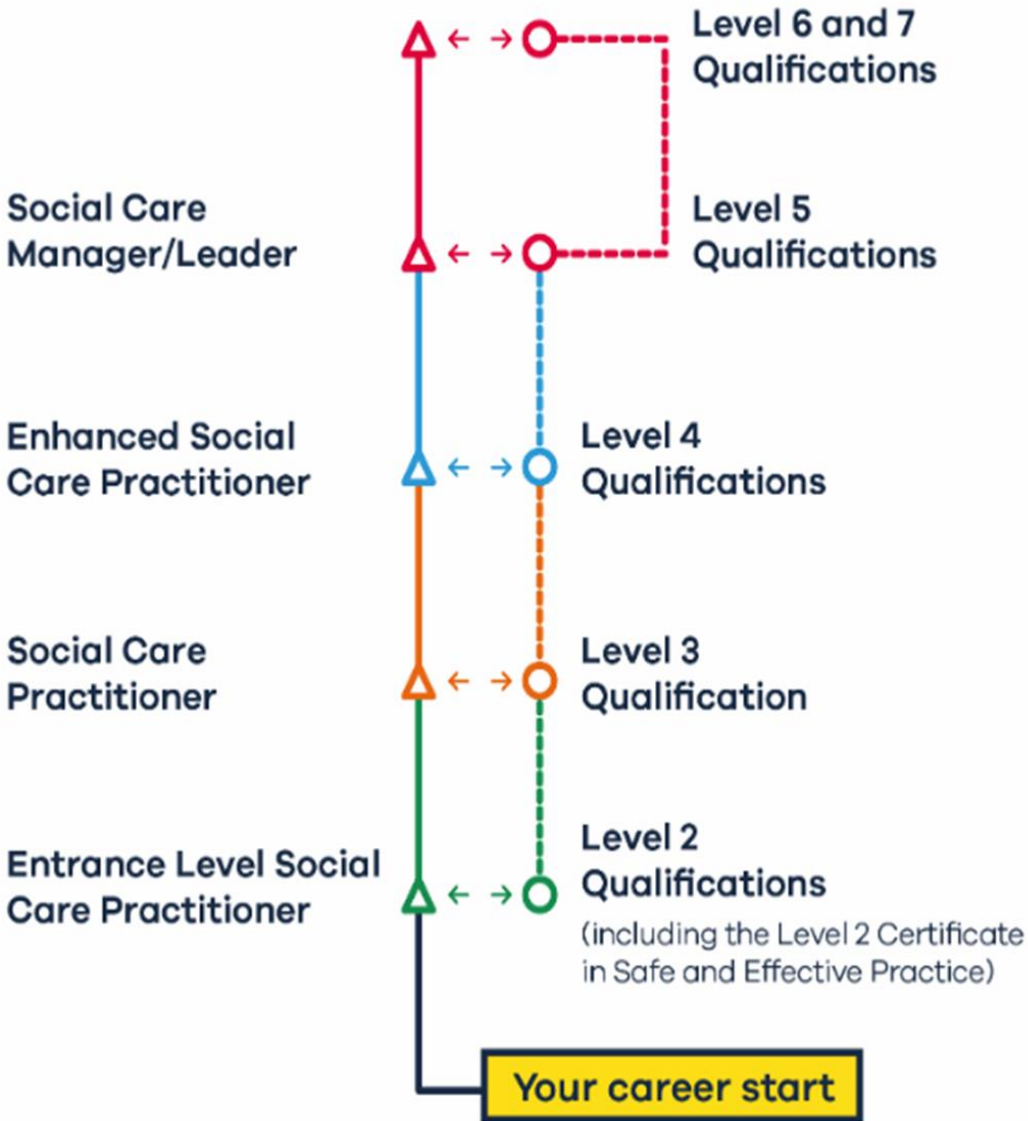 Level 6 and 7
Qualifications
Social Care
Manager/Leader
Level 5
Qualifications
Enhanced Social
Care Practitioner
Level 4
Qualifications
Social Care
Practitioner
Level 3
Qualification
Entrance Level Social
Care Practitioner
Level 2
Qualifications
(including the Level 2 Certificate
in Safe and Effective Practice)
Your career start